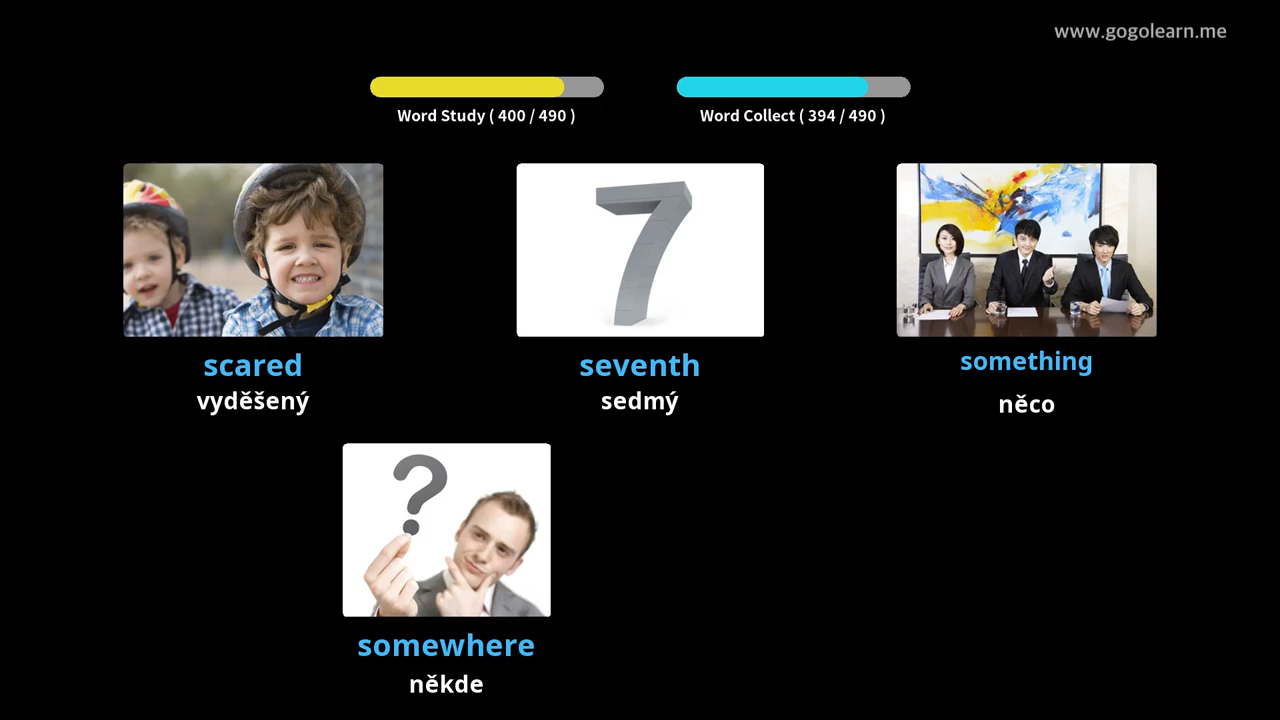 www.gogolearn.me
Word Study ( 400 / 490 )
Word Collect ( 394 / 490 )
scared
vyděšený
seventh
sedmý
something
něco
somewhere
někde